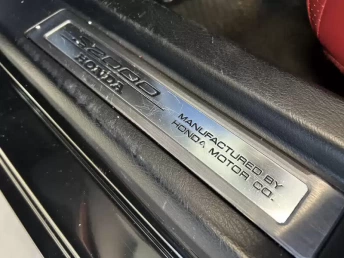 S2000
HONDA
MANUFACTURED BY
HONDA MOTOR CO.